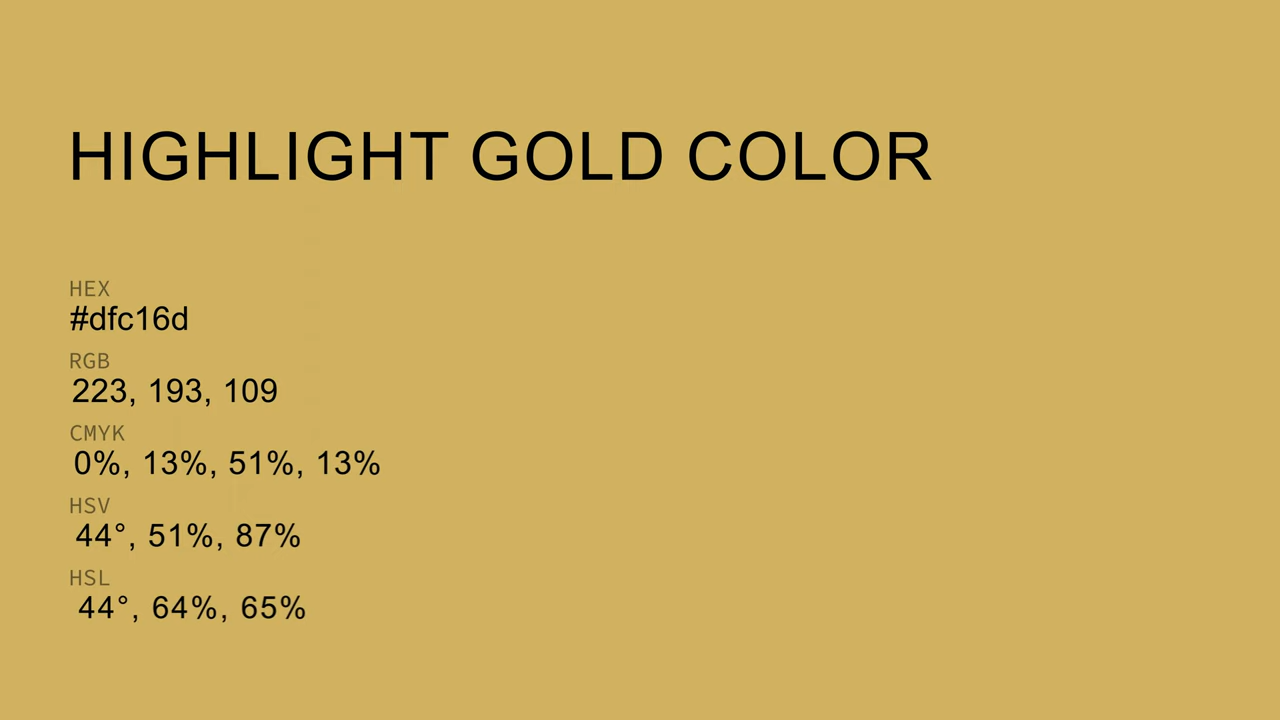 HIGHLIGHT GOLD COLOR
HEX
#dfc16d
RGB
223, 193, 109
CMYK
0%, 13%, 51%, 13%
HSV
44°, 51%, 87%
HSL
44°, 64%, 65%